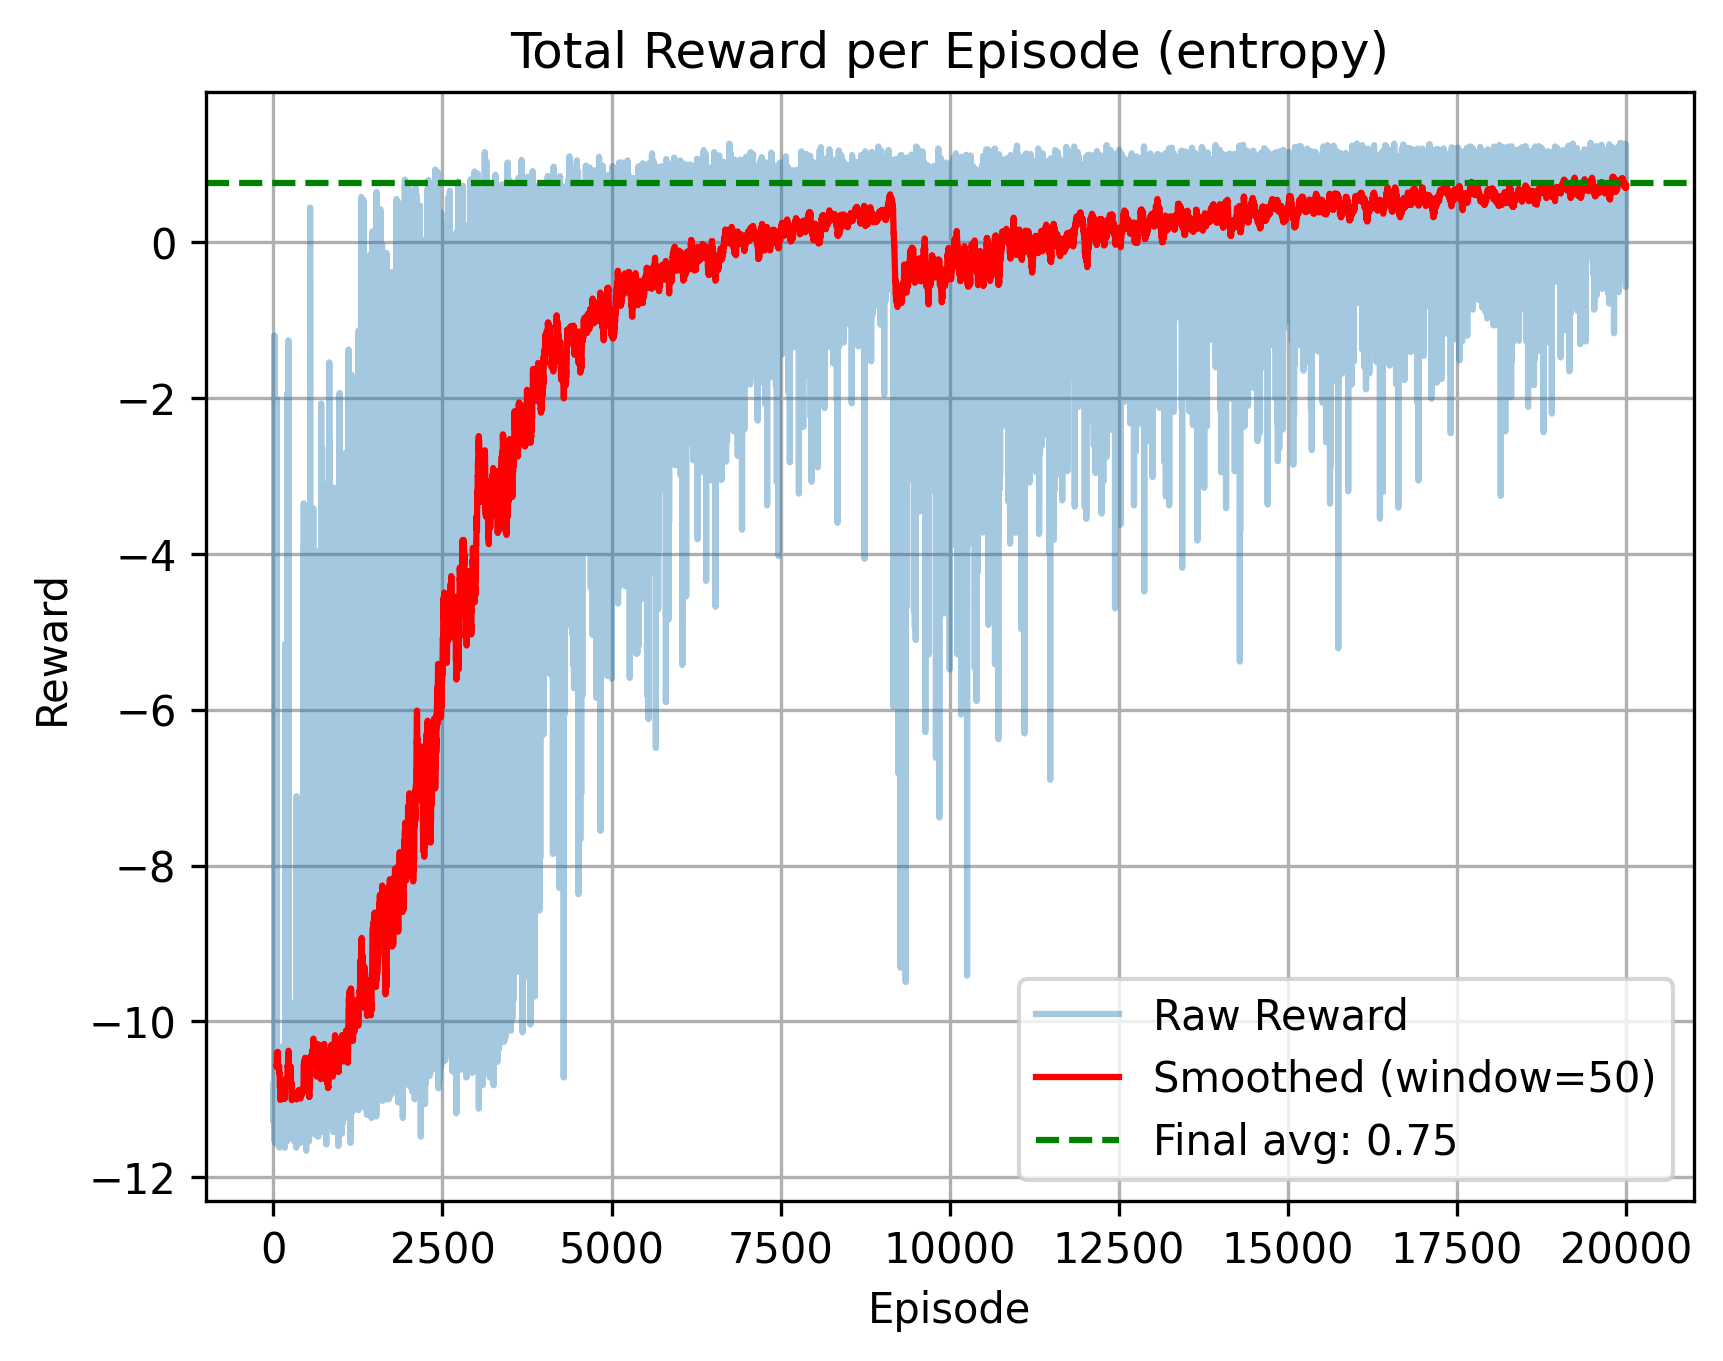 Total Reward per Episode (entropy)
0
−2
−4
−6
−8
−10
−12
Reward
0
2500
5000
7500
10000
12500
15000
17500
20000
Episode
Raw Reward
Smoothed (window=50)
Final avg: 0.75